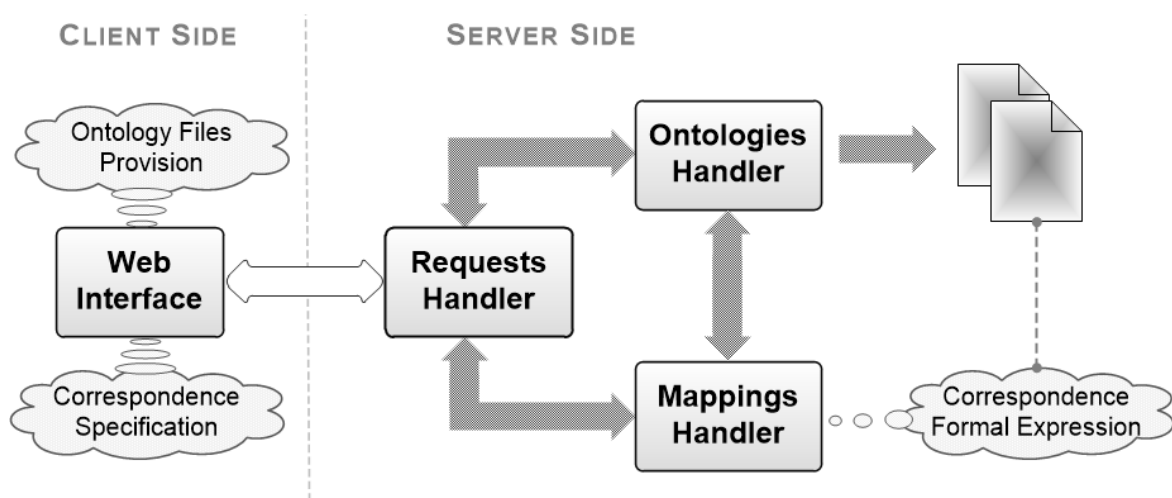 CLIENT SIDE
SERVER SIDE
Ontology Files
Provision
Web
Interface
Correspondence
Specification
Requests
Handler
Ontologies
Handler
Mappings
Handler
Correspondence
Formal Expression